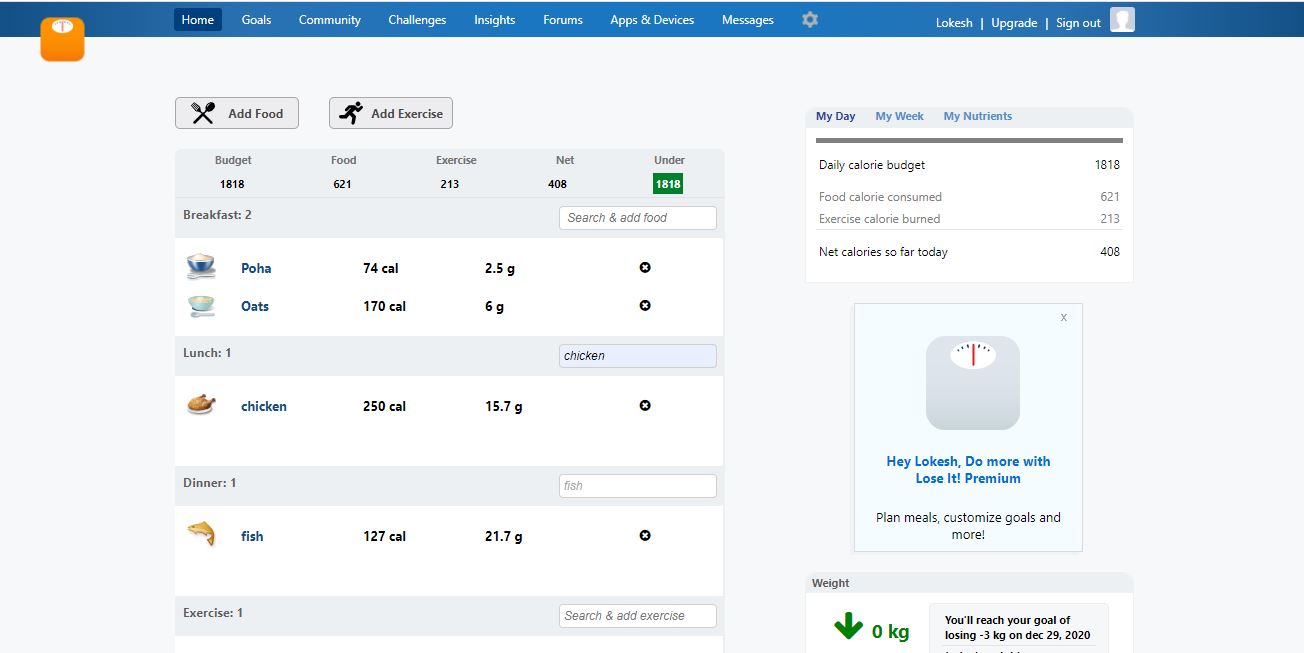 Home Goals Community Challenges Insights Forums Apps & Devices Messages
Lokesh | Upgrade | Sign out
Add Food Add Exercise
Budget Food Exercise Net Under
1818 621 213 408 1818
Breakfast: 2 Search & add food
Poha 74 cal 2.5 g
Oats 170 cal 6 g
Lunch: 1 chicken
chicken 250 cal 15.7 g
Dinner: 1 fish
fish 127 cal 21.7 g
Exercise: 1 Search & add exercise
My Day My Week My Nutrients
Daily calorie budget 1818
Food calorie consumed 621
Exercise calorie burned 213
Net calories so far today 408
x
Hey Lokesh, Do more with
Lose It! Premium
Plan meals, customize goals and
more!
Weight
0 kg
You'll reach your goal of
losing -3 kg on dec 29, 2020